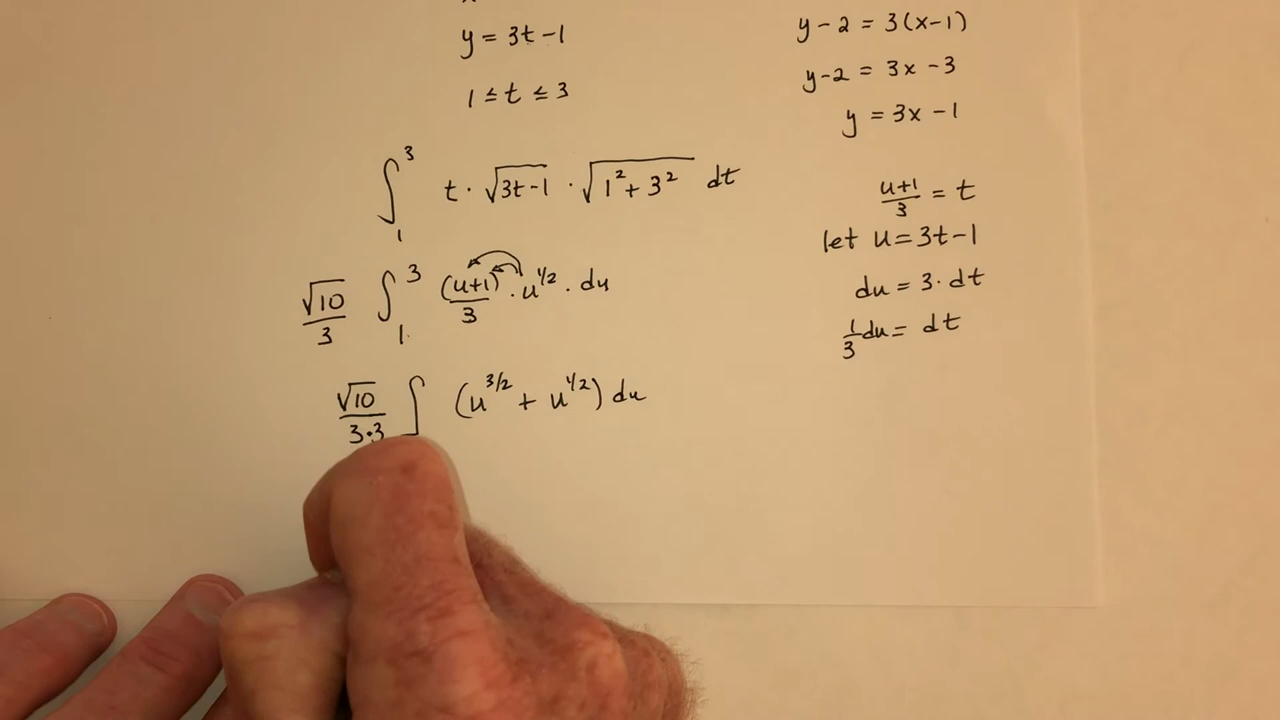 y = 3t - 1
1 ≤ t ≤ 3
∫₁³ t · √(3t-1) · √(1² + 3²) dt
√10/3 ∫₁³ (u+1)/3 · u^(1/2) · du
√10/(3·3) ∫ (u^(3/2) + u^(1/2)) du
y - 2 = 3(x-1)
y - 2 = 3x - 3
y = 3x - 1
(u+1)/3 = t
let u = 3t - 1
du = 3 · dt
1/3 du = dt